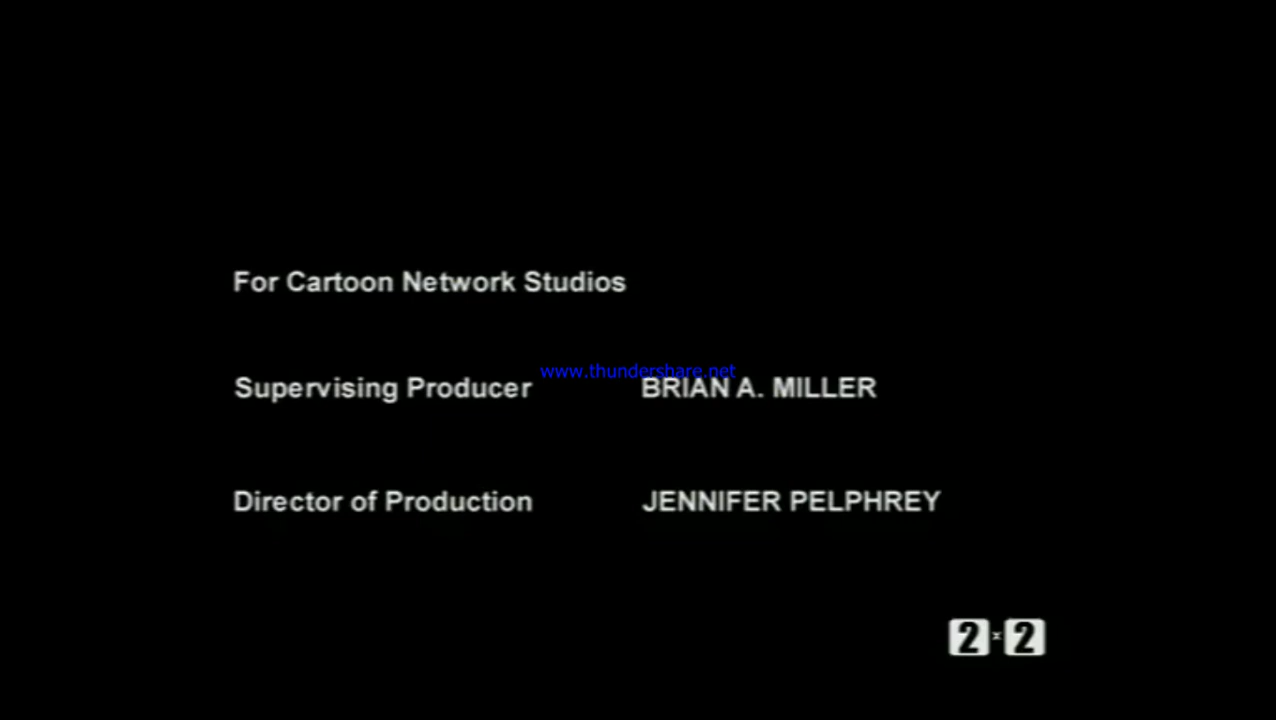 For Cartoon Network Studios
www.thundershare.net
Supervising Producer BRIAN A. MILLER
Director of Production JENNIFER PELPHREY
2x2